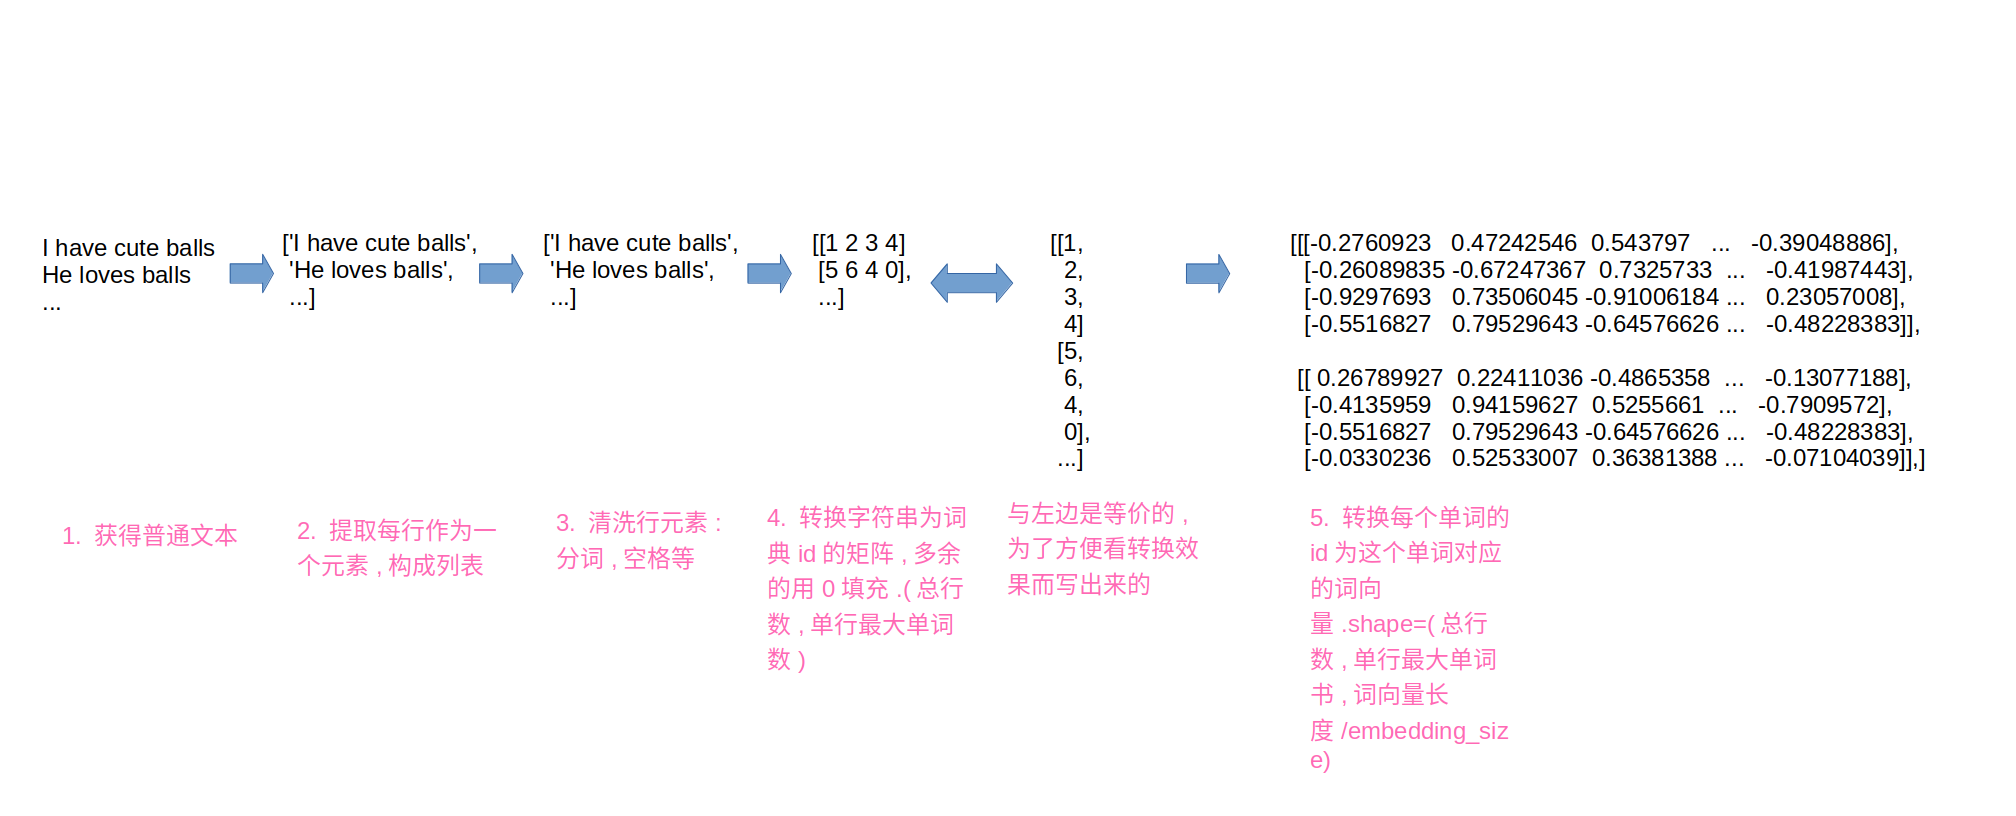 I have cute balls
He loves balls
...
['I have cute balls',
'He loves balls',
...]
['I have cute balls',
'He loves balls',
...]
[[1 2 3 4]
[5 6 4 0],
...]
[[1,
2,
3,
4]
[5,
6,
4,
0],
...]
[[[-0.2760923 0.47242546 0.543797 ... -0.39048886],
[-0.26089835 -0.67247367 0.7325733 ... -0.41987443],
[-0.9297693 0.73506045 -0.91006184 ... 0.23057008],
[-0.5516827 0.79529643 -0.64576626 ... -0.48228383]],
[[ 0.26789927 0.22411036 -0.4865358 ... -0.13077188],
[-0.4135959 0.94159627 0.5255661 ... -0.7909572],
[-0.5516827 0.79529643 -0.64576626 ... -0.48228383],
[-0.0330236 0.52533007 0.36381388 ... -0.07104039]],]
1. 获得普通文本
2. 提取每行作为一
个元素 , 构成列表
3. 清洗行元素 :
分词 , 空格等
4. 转换字符串为词
典 id 的矩阵 , 多余
的用 0 填充 .( 总行
数 , 单行最大单词
数 )
与左边是等价的 ,
为了方便看转换效
果而写出来的
5. 转换每个单词的
id 为这个单词对应
的词向
量 .shape=( 总行
数 , 单行最大单词
书 , 词向量长
度 /embedding_siz
e)